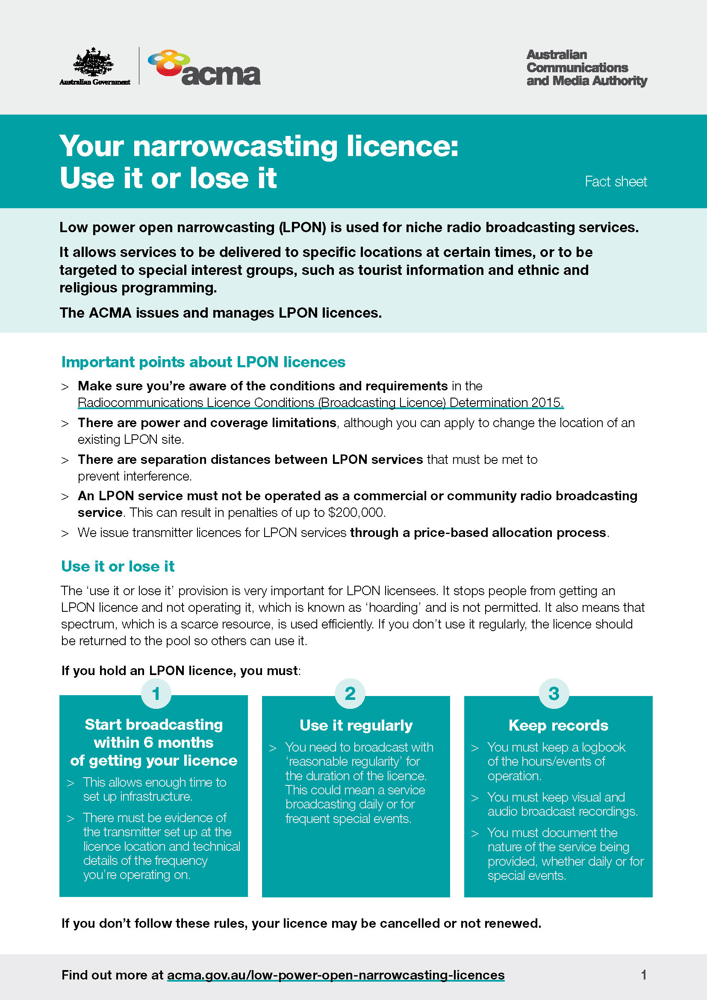 Australian Government
acma
Australian
Communications
and Media Authority
Your narrowcasting licence:
Use it or lose it
Fact sheet
Low power open narrowcasting (LPON) is used for niche radio broadcasting services.
It allows services to be delivered to specific locations at certain times, or to be
targeted to special interest groups, such as tourist information and ethnic and
religious programming.
The ACMA issues and manages LPON licences.
Important points about LPON licences
> Make sure you’re aware of the conditions and requirements in the
Radiocommunications Licence Conditions (Broadcasting Licence) Determination 2015.
> There are power and coverage limitations, although you can apply to change the location of an
existing LPON site.
> There are separation distances between LPON services that must be met to
prevent interference.
> An LPON service must not be operated as a commercial or community radio broadcasting
service. This can result in penalties of up to $200,000.
> We issue transmitter licences for LPON services through a price-based allocation process.
Use it or lose it
The ‘use it or lose it’ provision is very important for LPON licensees. It stops people from getting an
LPON licence and not operating it, which is known as ‘hoarding’ and is not permitted. It also means that
spectrum, which is a scarce resource, is used efficiently. If you don’t use it regularly, the licence should
be returned to the pool so others can use it.
If you hold an LPON licence, you must:
1
Start broadcasting
within 6 months
of getting your licence
> This allows enough time to
set up infrastructure.
> There must be evidence of
the transmitter set up at the
licence location and technical
details of the frequency
you’re operating on.
2
Use it regularly
> You need to broadcast with
‘reasonable regularity’ for
the duration of the licence.
This could mean a service
broadcasting daily or for
frequent special events.
3
Keep records
> You must keep a logbook
of the hours/events of
operation.
> You must keep visual and
audio broadcast recordings.
> You must document the
nature of the service being
provided, whether daily or for
special events.
If you don’t follow these rules, your licence may be cancelled or not renewed.
Find out more at acma.gov.au/low-power-open-narrowcasting-licences
1